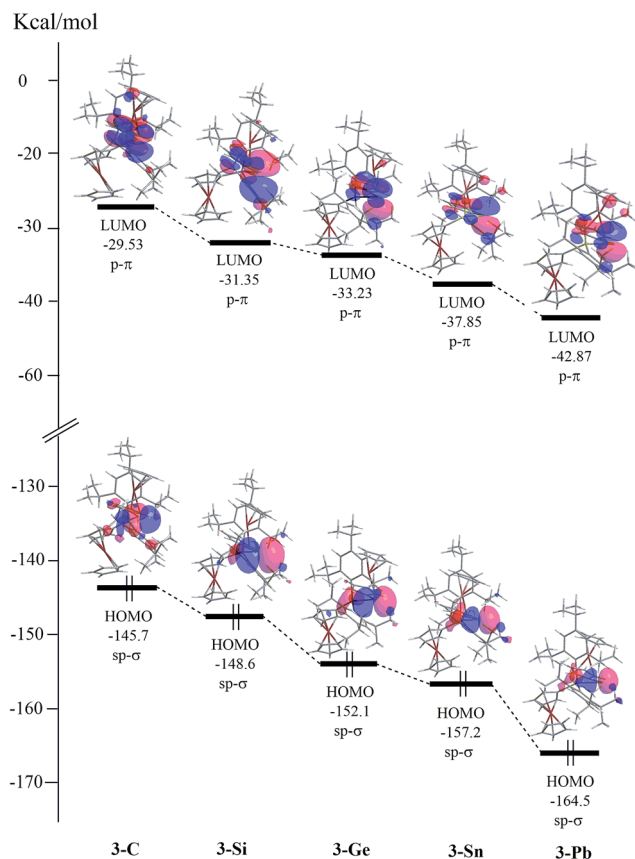 Kcal/mol
0
-20
-30
-40
-60
LUMO
-29.53
p-π
LUMO
-31.35
p-π
LUMO
-33.23
p-π
LUMO
-37.85
p-π
LUMO
-42.87
p-π
-130
-140
-150
-160
-170
HOMO
-145.7
sp-σ
HOMO
-148.6
sp-σ
HOMO
-152.1
sp-σ
HOMO
-157.2
sp-σ
HOMO
-164.5
sp-σ
3-C 3-Si 3-Ge 3-Sn 3-Pb